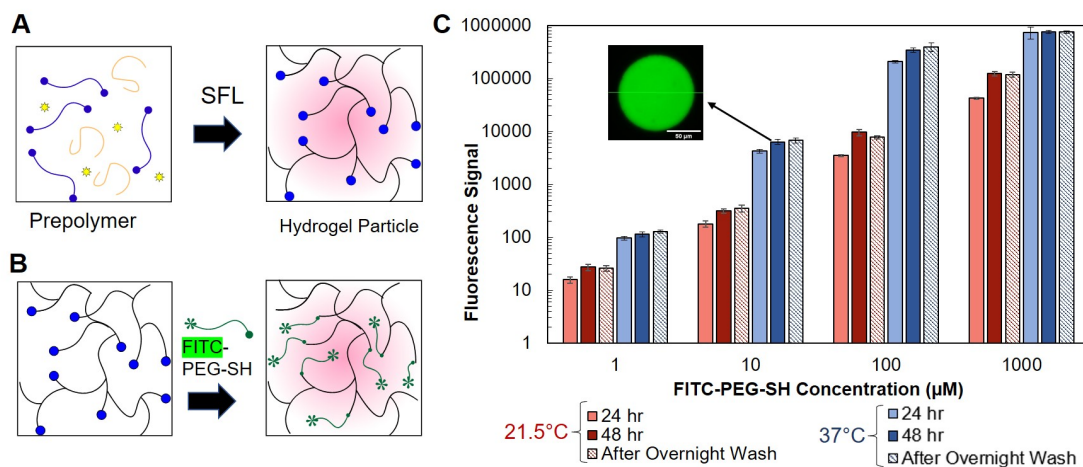 A
SFL
Prepolymer
Hydrogel Particle
B
FITC-
PEG-SH
C
Fluorescence Signal
1000000
100000
10000
1000
100
10
1
50 µm
1
10
100
1000
FITC-PEG-SH Concentration (µM)
21.5°C
24 hr
48 hr
After Overnight Wash
37°C
24 hr
48 hr
After Overnight Wash